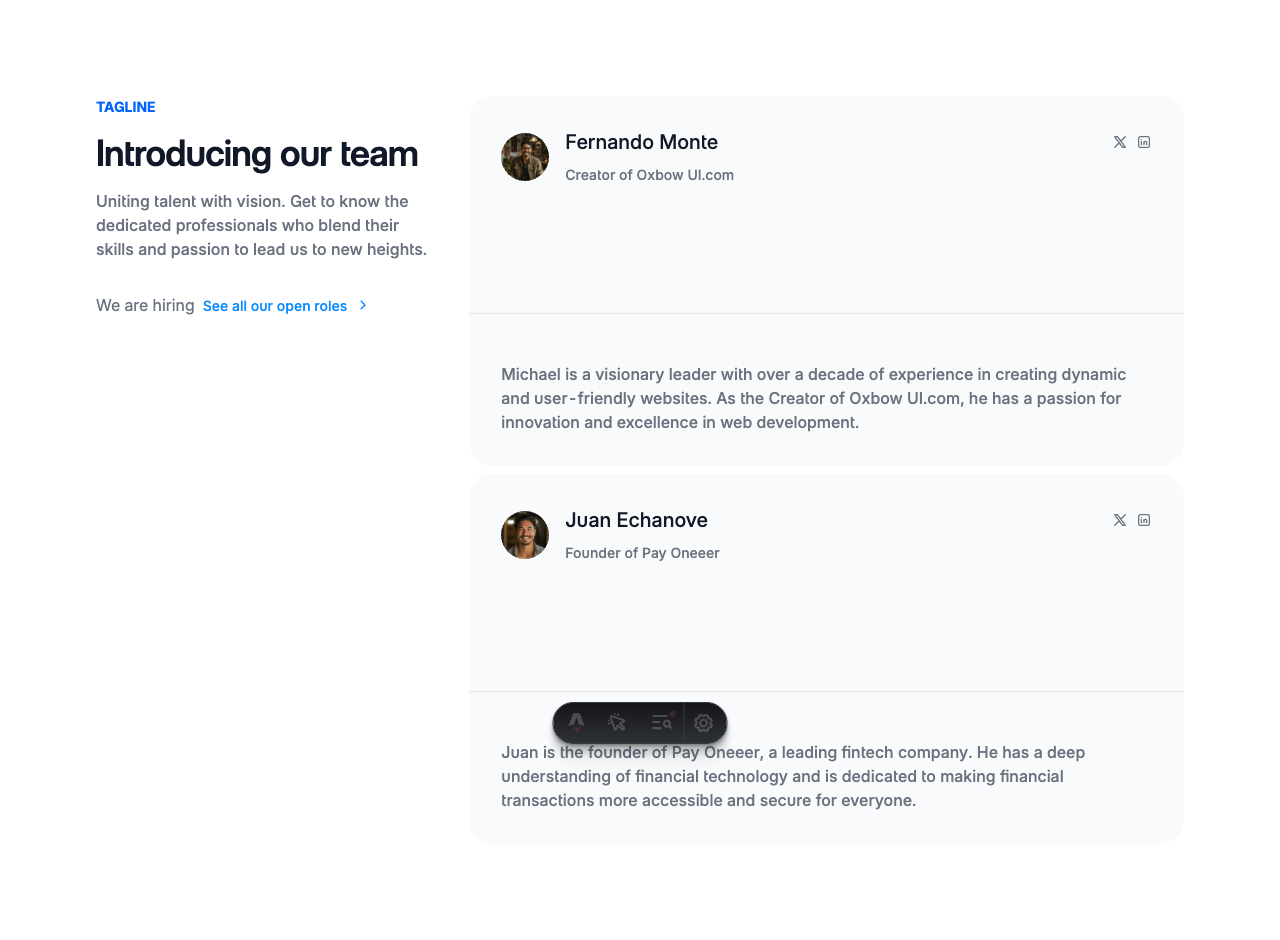 TAGLINE
Introducing our team
Uniting talent with vision. Get to know the
dedicated professionals who blend their
skills and passion to lead us to new heights.
We are hiring See all our open roles
Fernando Monte
Creator of Oxbow UI.com
Michael is a visionary leader with over a decade of experience in creating dynamic
and user-friendly websites. As the Creator of Oxbow UI.com, he has a passion for
innovation and excellence in web development.
Juan Echanove
Founder of Pay Oneeer
Juan is the founder of Pay Oneeer, a leading fintech company. He has a deep
understanding of financial technology and is dedicated to making financial
transactions more accessible and secure for everyone.